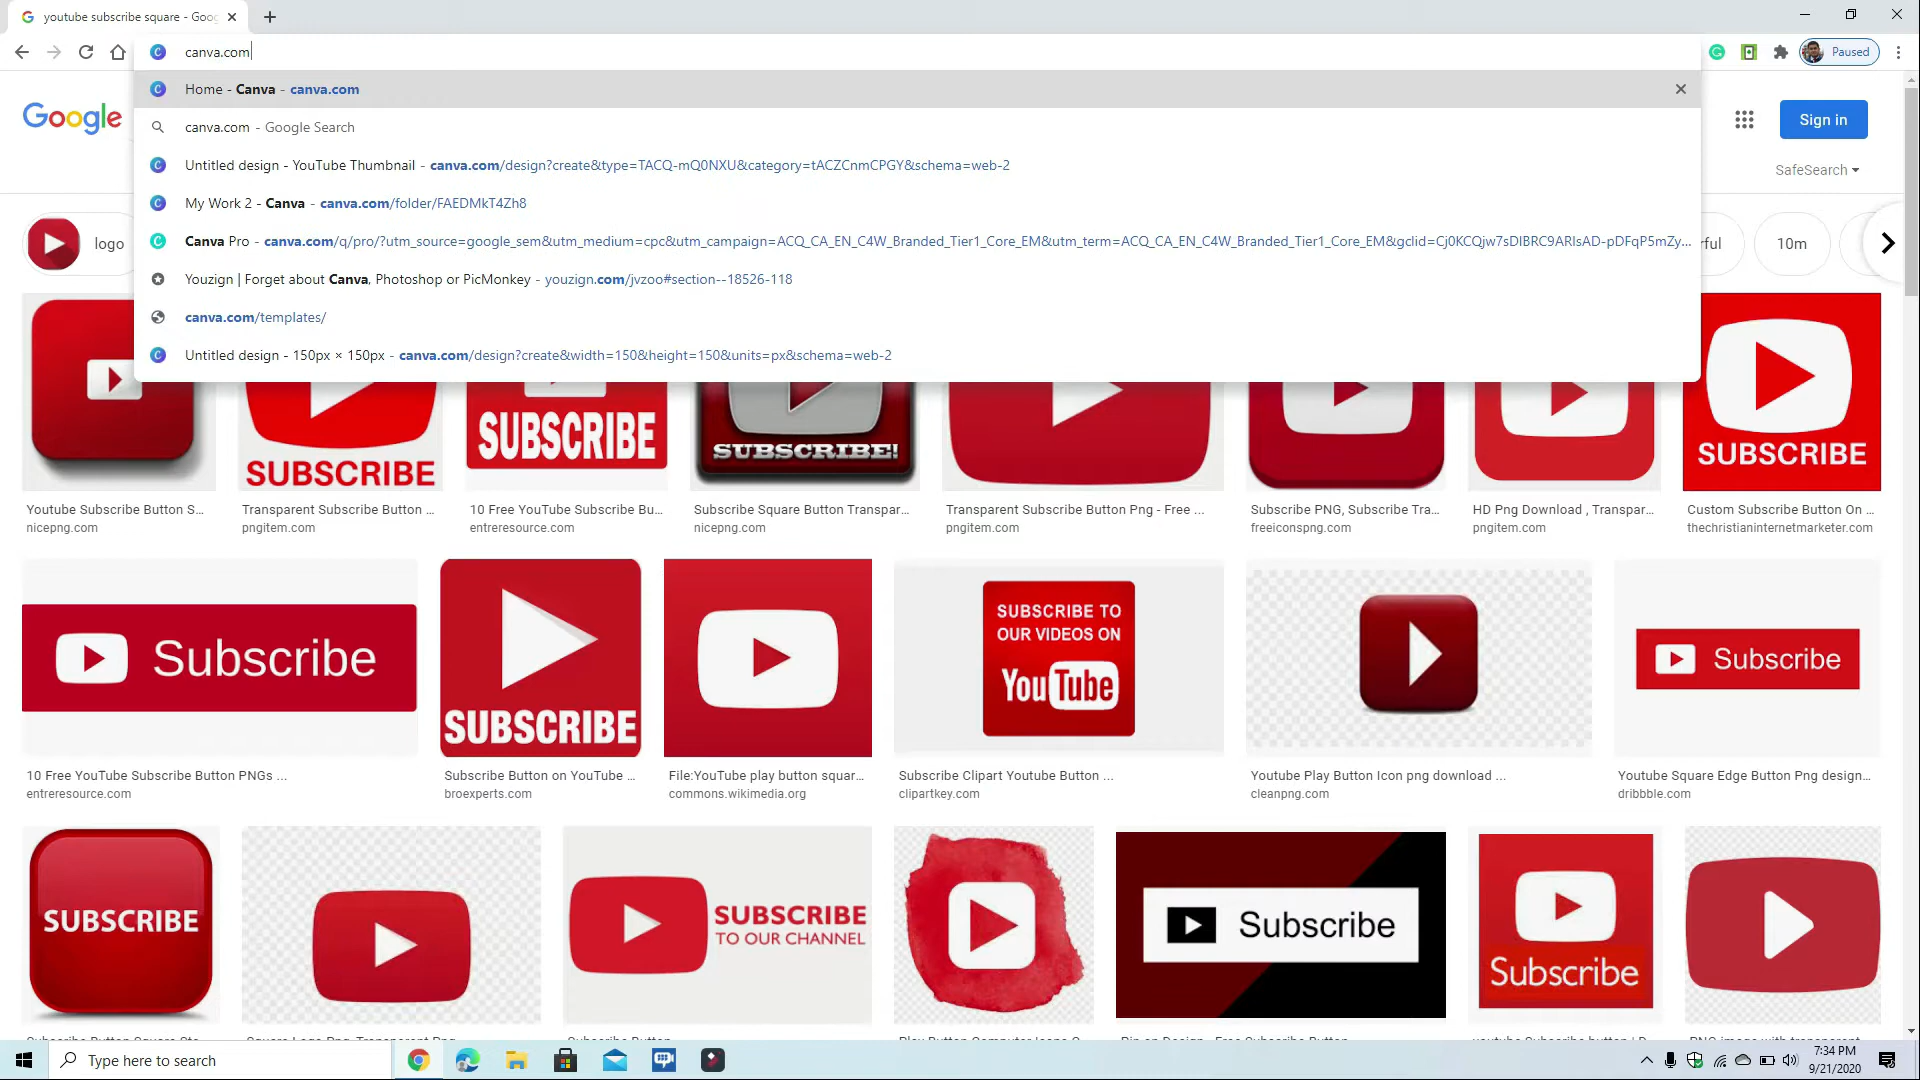 youtube subscribe square - Goo
canva.com
Paused
Home - Canva - canva.com
canva.com - Google Search
Untitled design - YouTube Thumbnail - canva.com/design?create&type=TACQ-mQ0NXU&category=tACZCnmCPGY&schema=web-2
My Work 2 - Canva - canva.com/folder/FAEDMkT4Zh8
Canva Pro - canva.com/q/pro/?utm_source=google_sem&utm_medium=cpc&utm_campaign=ACQ_CA_EN_C4W_Branded_Tier1_Core_EM&utm_term=ACQ_CA_EN_C4W_Branded_Tier1_Core_EM&gclid=Cj0KCQjw7sDIBRC9ARIsAD-pDFqP5mZy...
Youzign | Forget about Canva, Photoshop or PicMonkey - youzign.com/jvzoo#section--18526-118
canva.com/templates/
Untitled design - 150px × 150px - canva.com/design?create&width=150&height=150&units=px&schema=web-2
Google
Sign in
SafeSearch
logo
rful
10m
SUBSCRIBE
SUBSCRIBE
SUBSCRIBE!
SUBSCRIBE
Youtube Subscribe Button S...
nicepng.com
Transparent Subscribe Button ...
pngitem.com
10 Free YouTube Subscribe Bu...
entreresource.com
Subscribe Square Button Transpar...
nicepng.com
Transparent Subscribe Button Png - Free ...
pngitem.com
Subscribe PNG, Subscribe Tra...
freeiconspng.com
HD Png Download , Transpar...
pngitem.com
Custom Subscribe Button On ...
thechristianinternetmarketer.com
Subscribe
SUBSCRIBE
SUBSCRIBE TO
OUR VIDEOS ON
YouTube
Subscribe
10 Free YouTube Subscribe Button PNGs ...
entreresource.com
Subscribe Button on YouTube ...
broexperts.com
File:YouTube play button squar...
commons.wikimedia.org
Subscribe Clipart Youtube Button ...
clipartkey.com
Youtube Play Button Icon png download ...
cleanpng.com
Youtube Square Edge Button Png design...
dribbble.com
SUBSCRIBE
SUBSCRIBE
TO OUR CHANNEL
Subscribe
Subscribe
Type here to search
7:34 PM
9/21/2020